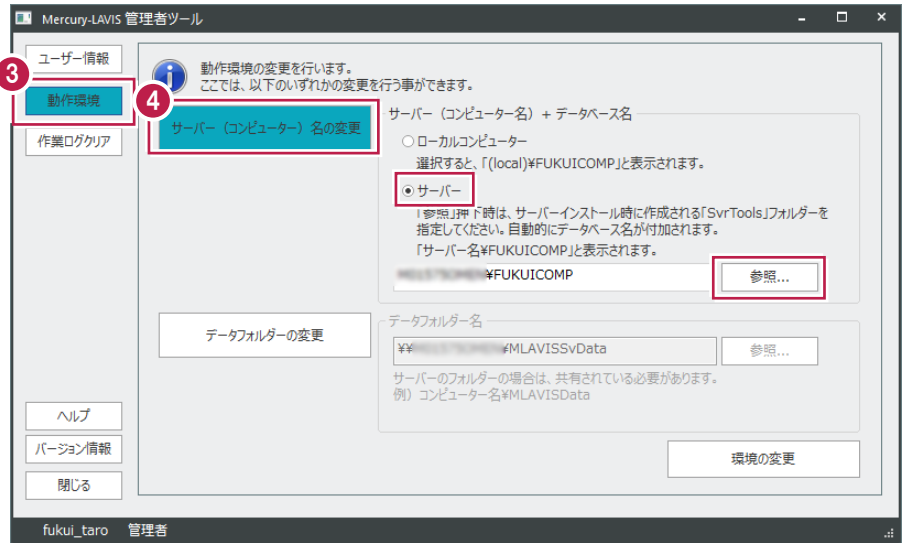 Mercury-LAVIS 管理者ツール
ユーザー情報
3
動作環境
作業ログクリア
動作環境の変更を行います。
ここでは、以下のいずれかの変更を行う事ができます。
4
サーバー（コンピューター）名の変更
サーバー（コンピューター名）+ データベース名
ローカルコンピューター
選択すると、「(local)¥FUKUICOMP」と表示されます。
サーバー
「参照」押下時は、サーバーインストール時に作成される「SvrTools」フォルダーを
指定してください。自動的にデータベース名が付加されます。
「サーバー名¥FUKUICOMP」と表示されます。
¥FUKUICOMP
参照...
データフォルダーの変更
データフォルダー名
¥¥ ¥MLAVISSvData
参照...
サーバーのフォルダーの場合は、共有されている必要があります。
例）コンピューター名¥MLAVISData
ヘルプ
バージョン情報
環境の変更
閉じる
fukui_taro 管理者